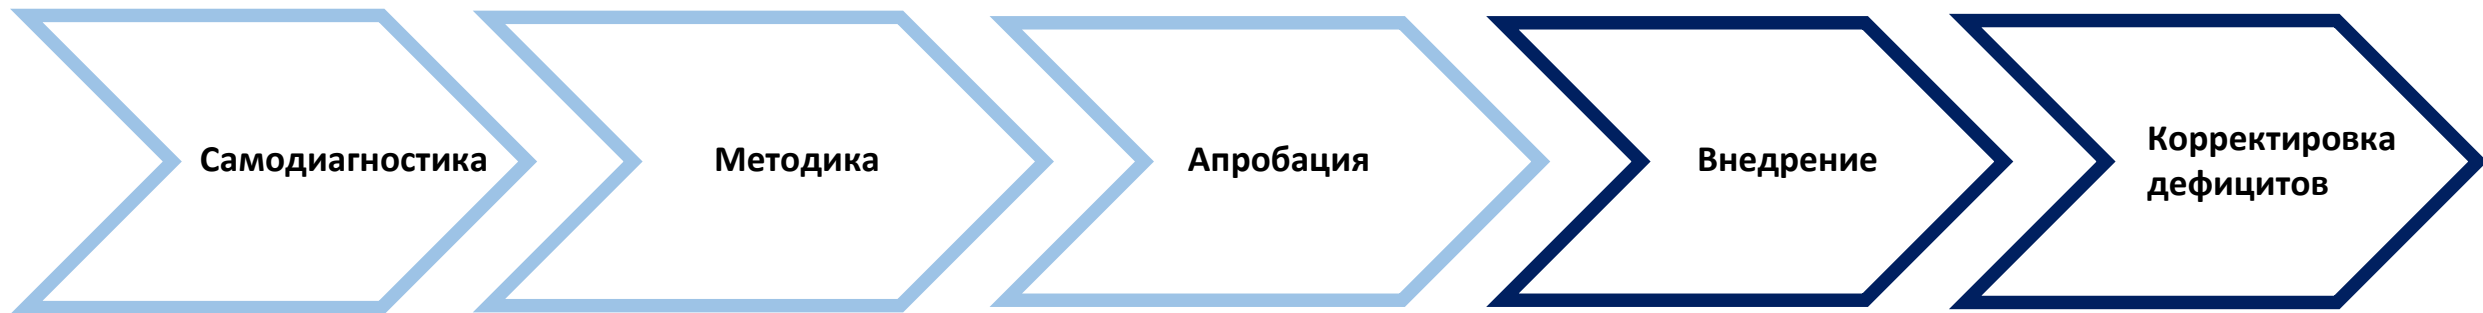 Самодиагностика
Методика
Апробация
Внедрение
Корректировка
дефицитов